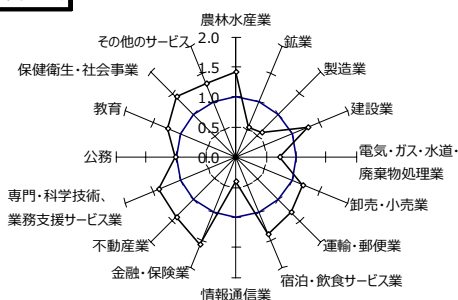 農林水産業
鉱業
製造業
建設業
電気・ガス・水道・
廃棄物処理業
卸売・小売業
運輸・郵便業
宿泊・飲食サービス業
情報通信業
金融・保険業
不動産業
専門・科学技術、
業務支援サービス業
公務
教育
保健衛生・社会事業
その他のサービス
2.0
1.5
1.0
0.5
0.0